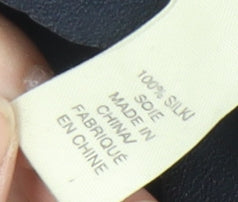 100% SILK/
SOIE
MADE IN
CHINA/
FABRIQUÉ
EN CHINE